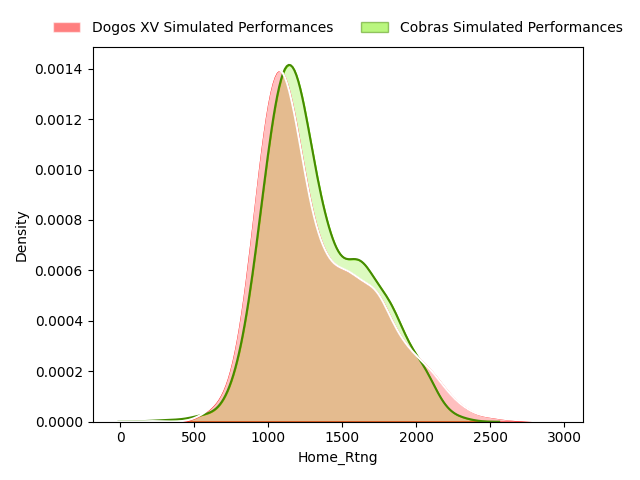 Dogos XV Simulated Performances
Cobras Simulated Performances
0.0014
0.0012
0.0010
0.0008
0.0006
0.0004
0.0002
0.0000
Density
0 500 1000 1500 2000 2500 3000
Home_Rtng